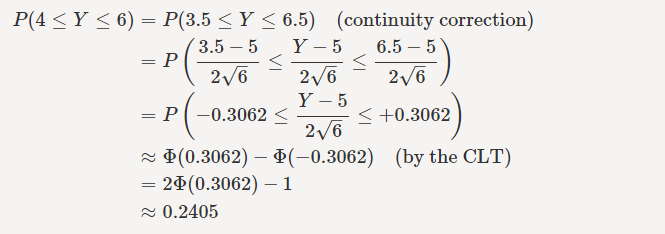 P(4 ≤ Y ≤ 6) = P(3.5 ≤ Y ≤ 6.5) (continuity correction)
= P( (3.5 − 5)/(2√6) ≤ (Y − 5)/(2√6) ≤ (6.5 − 5)/(2√6) )
= P( −0.3062 ≤ (Y − 5)/(2√6) ≤ +0.3062 )
≈ Φ(0.3062) − Φ(−0.3062) (by the CLT)
= 2Φ(0.3062) − 1
≈ 0.2405